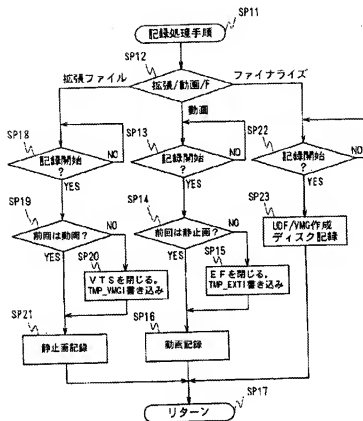 SP11
記録処理手順
SP12
拡張ファイル
拡張/動画/F
ファイナライズ
動画
SP18
SP13
SP22
記録開始
?
NO
記録開始
?
NO
記録開始
?
NO
YES
YES
YES
SP19
SP14
SP23
前回は動画?
NO
前回は静止画?
NO
UDF/VMG作成
ディスク記録
YES
SP20
YES
SP15
VTSを閉じる。
TMP_VMGI書き込み
EFを閉じる。
TMP_EXTI書き込み
SP21
SP16
静止画記録
動画記録
SP17
リターン